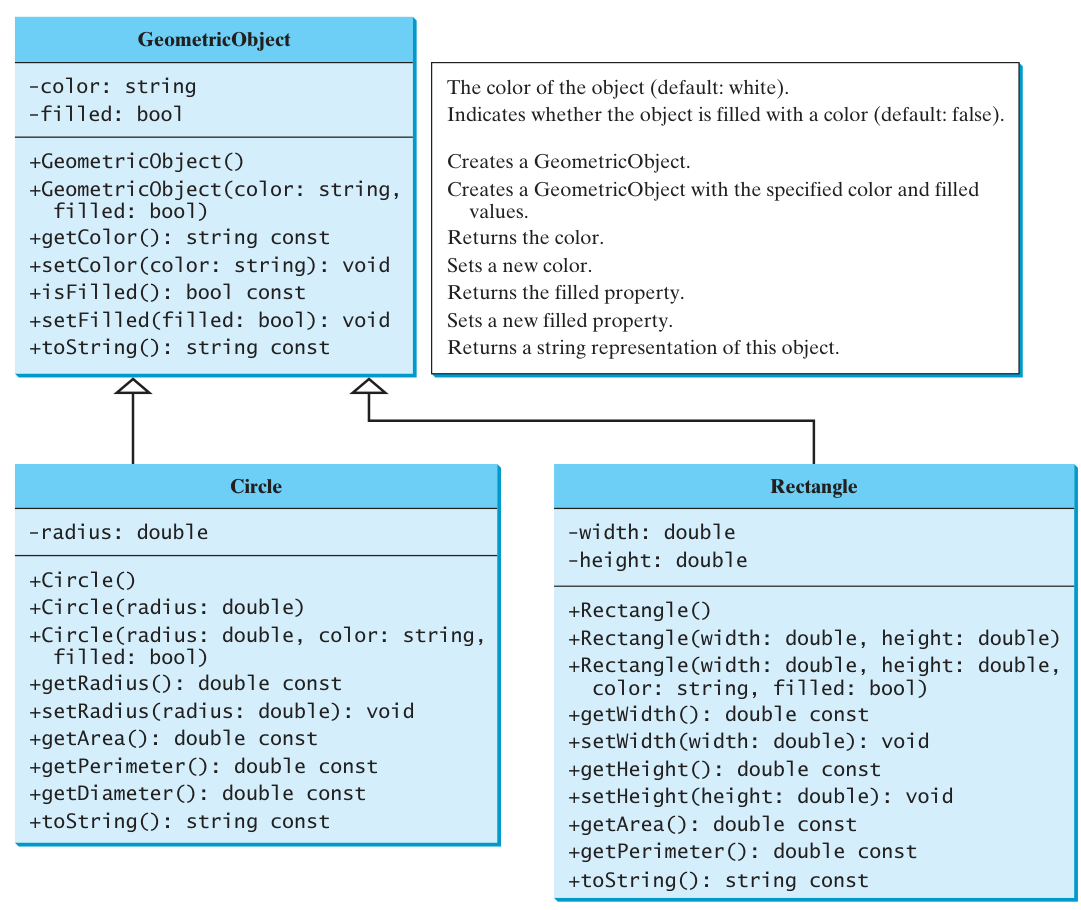 GeometricObject
-color: string
-filled: bool
+GeometricObject()
+GeometricObject(color: string,
filled: bool)
+getColor(): string const
+setColor(color: string): void
+isFilled(): bool const
+setFilled(filled: bool): void
+toString(): string const
The color of the object (default: white).
Indicates whether the object is filled with a color (default: false).
Creates a GeometricObject.
Creates a GeometricObject with the specified color and filled
values.
Returns the color.
Sets a new color.
Returns the filled property.
Sets a new filled property.
Returns a string representation of this object.
Circle
-radius: double
+Circle()
+Circle(radius: double)
+Circle(radius: double, color: string,
filled: bool)
+getRadius(): double const
+setRadius(radius: double): void
+getArea(): double const
+getPerimeter(): double const
+getDiameter(): double const
+toString(): string const
Rectangle
-width: double
-height: double
+Rectangle()
+Rectangle(width: double, height: double)
+Rectangle(width: double, height: double,
color: string, filled: bool)
+getWidth(): double const
+setWidth(width: double): void
+getHeight(): double const
+setHeight(height: double): void
+getArea(): double const
+getPerimeter(): double const
+toString(): string const